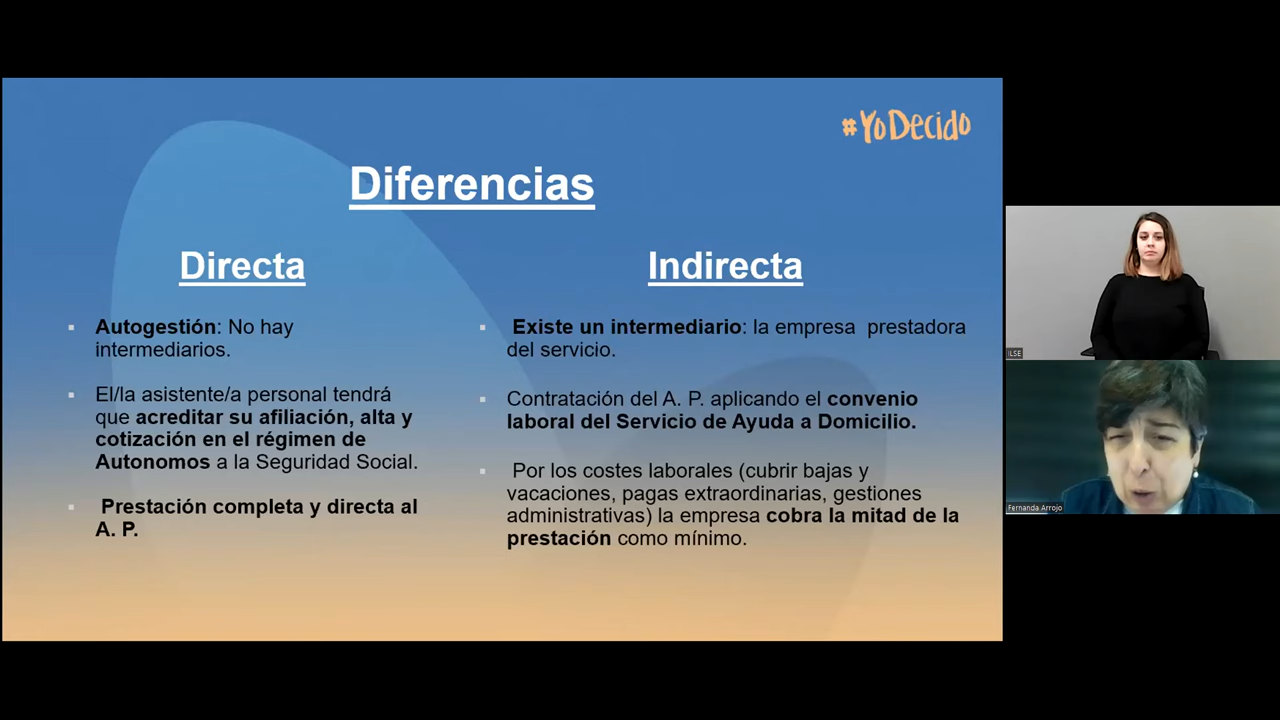 #YoDecido
Diferencias
Directa
Autogestión: No hay
intermediarios.
El/la asistente/a personal tendrá
que acreditar su afiliación, alta y
cotización en el régimen de
Autonomos a la Seguridad Social.
Prestación completa y directa al
A. P.
Indirecta
Existe un intermediario: la empresa prestadora
del servicio.
Contratación del A. P. aplicando el convenio
laboral del Servicio de Ayuda a Domicilio.
Por los costes laborales (cubrir bajas y
vacaciones, pagas extraordinarias, gestiones
administrativas) la empresa cobra la mitad de la
prestación como mínimo.
ILSE
Fernanda Arrojo